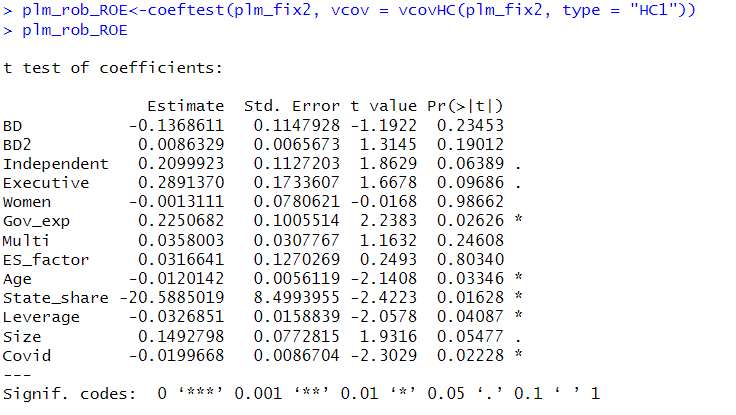 > plm_rob_ROE<-coeftest(plm_fix2, vcov = vcovHC(plm_fix2, type = "HC1"))
> plm_rob_ROE
t test of coefficients:
Estimate Std. Error t value Pr(>|t|)
BD -0.1368611 0.1147928 -1.1922 0.23453
BD2 0.0086329 0.0065673 1.3145 0.19012
Independent 0.2099923 0.1127203 1.8629 0.06389 .
Executive 0.2891370 0.1733607 1.6678 0.09686 .
Women -0.0013111 0.0780621 -0.0168 0.98662
Gov_exp 0.2250682 0.1005514 2.2383 0.02626 *
Multi 0.0358003 0.0307767 1.1632 0.24608
ES_factor 0.0316641 0.1270269 0.2493 0.80340
Age -0.0120142 0.0056119 -2.1408 0.03346 *
State_share -20.5885019 8.4993955 -2.4223 0.01628 *
Leverage -0.0326851 0.0158839 -2.0578 0.04087 *
Size 0.1492798 0.0772815 1.9316 0.05477 .
Covid -0.0199668 0.0086704 -2.3029 0.02228 *
---
Signif. codes: 0 ‘***’ 0.001 ‘**’ 0.01 ‘*’ 0.05 ‘.’ 0.1 ‘ ’ 1